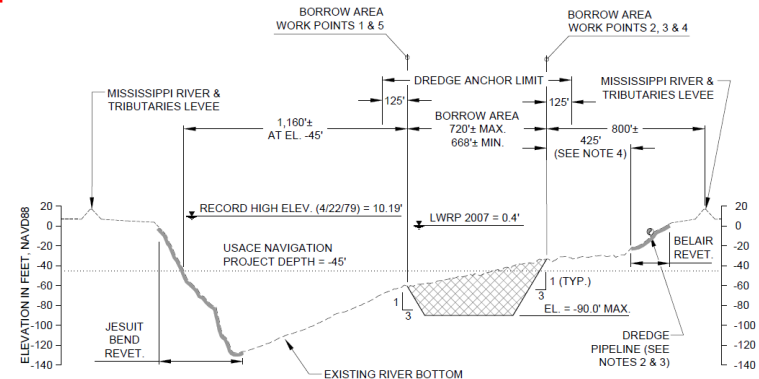 BORROW AREA
WORK POINTS 1 & 5
BORROW AREA
WORK POINTS 2, 3 & 4
DREDGE ANCHOR LIMIT
MISSISSIPPI RIVER &
TRIBUTARIES LEVEE
MISSISSIPPI RIVER &
TRIBUTARIES LEVEE
125'
125'
1,160'±
AT EL. -45'
BORROW AREA
720'± MAX.
668'± MIN.
800'±
425'
(SEE NOTE 4)
ELEVATION IN FEET, NAVD88
20
0
-20
-40
-60
-80
-100
-120
-140
RECORD HIGH ELEV. (4/22/79) = 10.19'
LWRP 2007 = 0.4'
USACE NAVIGATION
PROJECT DEPTH = -45'
BELAIR
REVET.
1
3
1 (TYP.)
3
EL. = -90.0' MAX.
JESUIT
BEND
REVET.
DREDGE
PIPELINE (SEE
NOTES 2 & 3)
EXISTING RIVER BOTTOM
20
0
-20
-40
-60
-80
-100
-120
-140